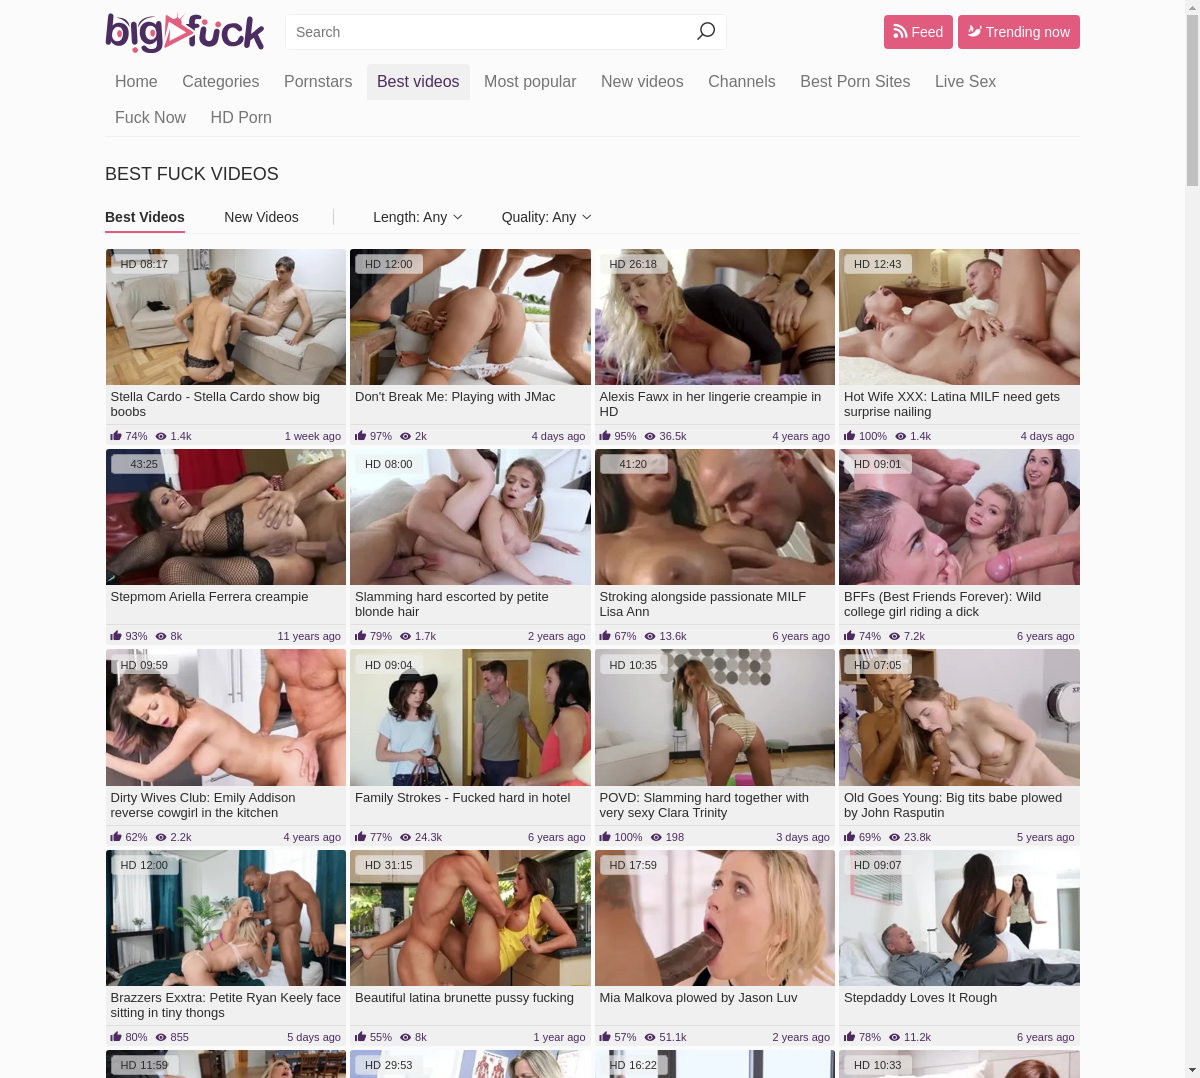 bigfuck
Search
Feed
Trending now
Home Categories Pornstars Best videos Most popular New videos Channels Best Porn Sites Live Sex
Fuck Now HD Porn
BEST FUCK VIDEOS
Best Videos New Videos Length: Any Quality: Any
HD 08:17
HD 12:00
HD 26:18
HD 12:43
Stella Cardo - Stella Cardo show big
boobs
74% 1.4k 1 week ago
Don't Break Me: Playing with JMac
97% 2k 4 days ago
Alexis Fawx in her lingerie creampie in
HD
95% 36.5k 4 years ago
Hot Wife XXX: Latina MILF need gets
surprise nailing
100% 1.4k 4 days ago
43:25
HD 08:00
41:20
HD 09:01
Stepmom Ariella Ferrera creampie
93% 8k 11 years ago
Slamming hard escorted by petite
blonde hair
79% 1.7k 2 years ago
Stroking alongside passionate MILF
Lisa Ann
67% 13.6k 6 years ago
BFFs (Best Friends Forever): Wild
college girl riding a dick
74% 7.2k 6 years ago
HD 09:59
HD 09:04
HD 10:35
HD 07:05
Dirty Wives Club: Emily Addison
reverse cowgirl in the kitchen
62% 2.2k 4 years ago
Family Strokes - Fucked hard in hotel
77% 24.3k 6 years ago
POVD: Slamming hard together with
very sexy Clara Trinity
100% 198 3 days ago
Old Goes Young: Big tits babe plowed
by John Rasputin
69% 23.8k 5 years ago
HD 12:00
HD 31:15
HD 17:59
HD 09:07
Brazzers Exxtra: Petite Ryan Keely face
sitting in tiny thongs
80% 855 5 days ago
Beautiful latina brunette pussy fucking
55% 8k 1 year ago
Mia Malkova plowed by Jason Luv
57% 51.1k 2 years ago
Stepdaddy Loves It Rough
78% 11.2k 6 years ago
HD 11:59
HD 29:53
HD 16:22
HD 10:33